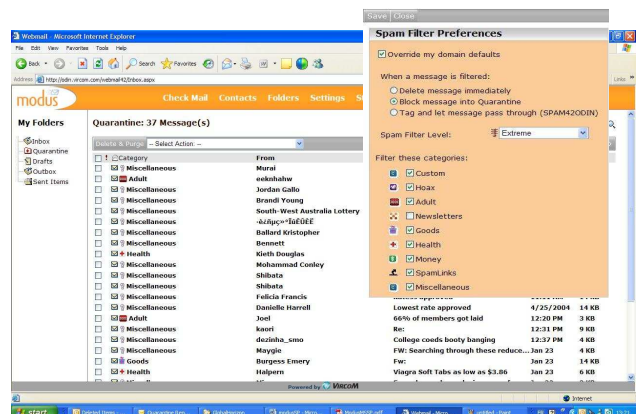 Save | Close
Spam Filter Preferences
Override my domain defaults
When a message is filtered:
Delete message immediately
Block message into Quarantine
Tag and let message pass through (SPAM42ODIN)
Spam Filter Level: Extreme
Filter these categories:
Custom
Hoax
Adult
Newsletters
Goods
Health
Money
SpamLinks
Miscellaneous
Webmail - Microsoft Internet Explorer
File Edit View Favorites Tools Help
Back Search Favorites
Address http://odin.vircom.com/webmail42/Inbox.aspx
Links
modus
Check Mail Contacts Folders Settings
My Folders
Inbox
Quarantine
Drafts
Outbox
Sent Items
Quarantine: 37 Message(s)
Delete & Purge -- Select Action --
Category From
Miscellaneous Murai
Adult eeknhahw
Miscellaneous Jordan Gallo
Miscellaneous Brandi Young
Miscellaneous South-West Australia Lottery
Miscellaneous
Miscellaneous Ballard Kristopher
Miscellaneous Bennett
Health Kieth Douglas
Miscellaneous Mohammad Conley
Miscellaneous Shibata
Miscellaneous Shibata
Miscellaneous Felicia Francis
Miscellaneous Danielle Harrell Lowest rate approved 4/25/2004 14 KB
Adult Joel 66% of members got laid 12:20 PM 3 KB
Miscellaneous kaori Re: 12:31 PM 9 KB
Miscellaneous dezinha_smo College coeds booty banging 12:37 PM 4 KB
Miscellaneous Maygie FW: Searching through these reduce... Jan 23 4 KB
Goods Burgess Emery Fw: Jan 23 14 KB
Health Halpern Viagra Soft Tabs as low as $3.86 Jan 23 6 KB
Powered by VIRCOM
Internet
start